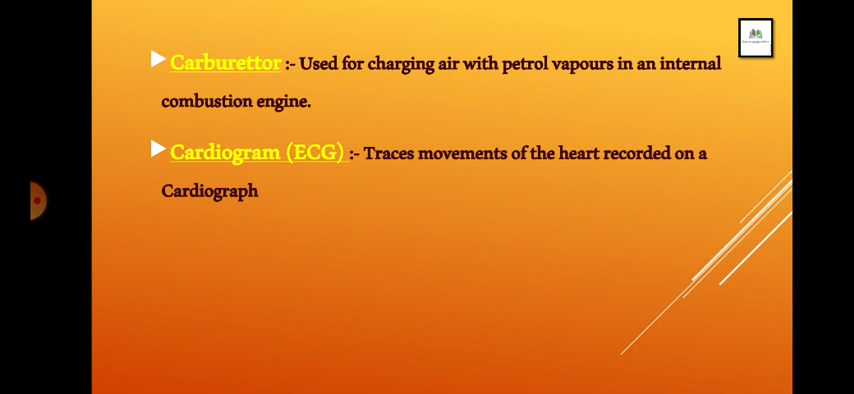 Carburettor :- Used for charging air with petrol vapours in an internal
combustion engine.
Cardiogram (ECG) :- Traces movements of the heart recorded on a
Cardiograph